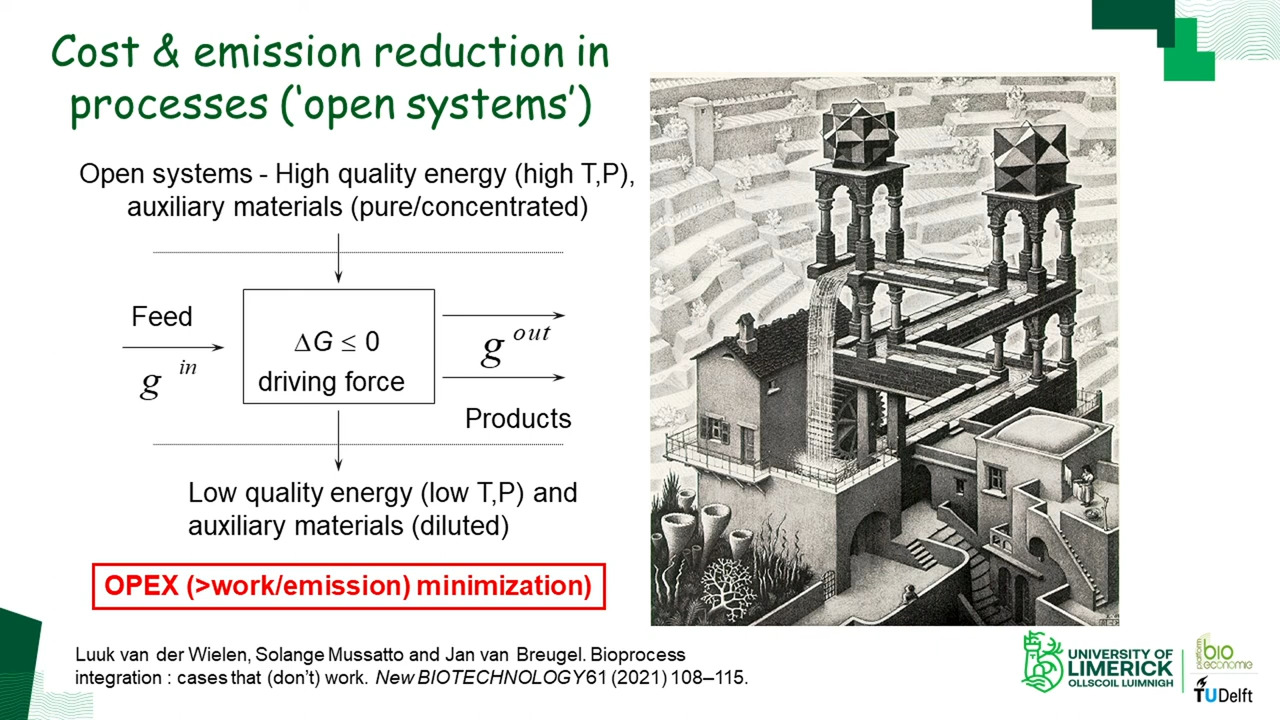 Cost & emission reduction in
processes (‘open systems’)
Open systems - High quality energy (high T,P),
auxiliary materials (pure/concentrated)
Feed
g in
ΔG ≤ 0
driving force
g out
Products
Low quality energy (low T,P) and
auxiliary materials (diluted)
OPEX (>work/emission) minimization)
Luuk van der Wielen, Solange Mussatto and Jan van Breugel. Bioprocess
integration : cases that (don’t) work. New BIOTECHNOLOGY 61 (2021) 108–115.
UNIVERSITY OF
LIMERICK
OLLSCOIL LUIMNIGH
platform
bio
economie
TUDelft